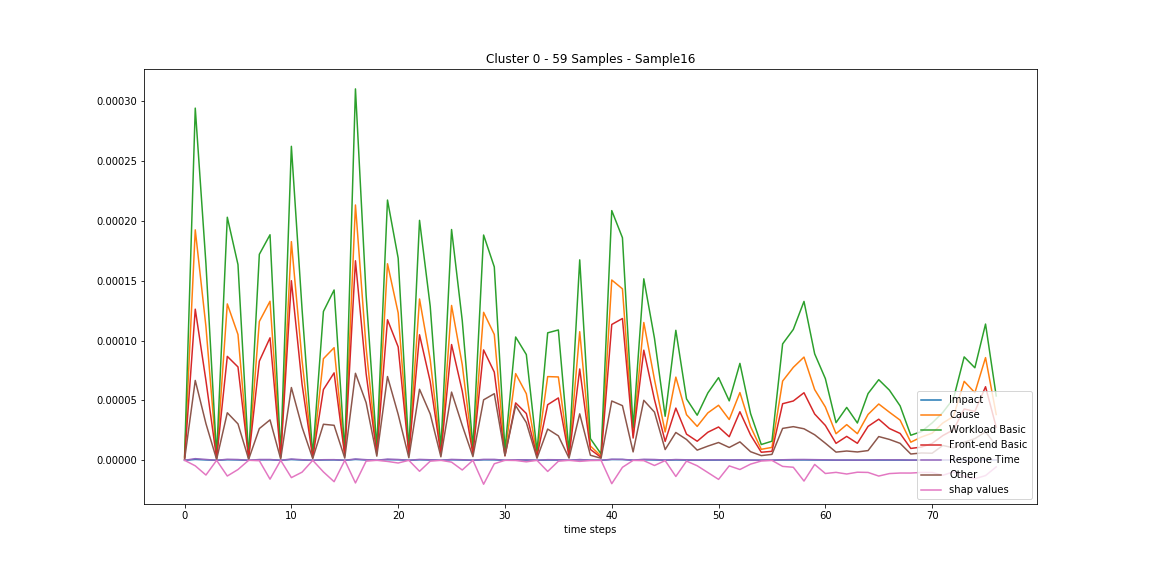 Cluster 0 - 59 Samples - Sample16
0.00030
0.00025
0.00020
0.00015
0.00010
0.00005
0.00000
0 10 20 30 40 50 60 70
time steps
Impact
Cause
Workload Basic
Front-end Basic
Response Time
Other
shap values